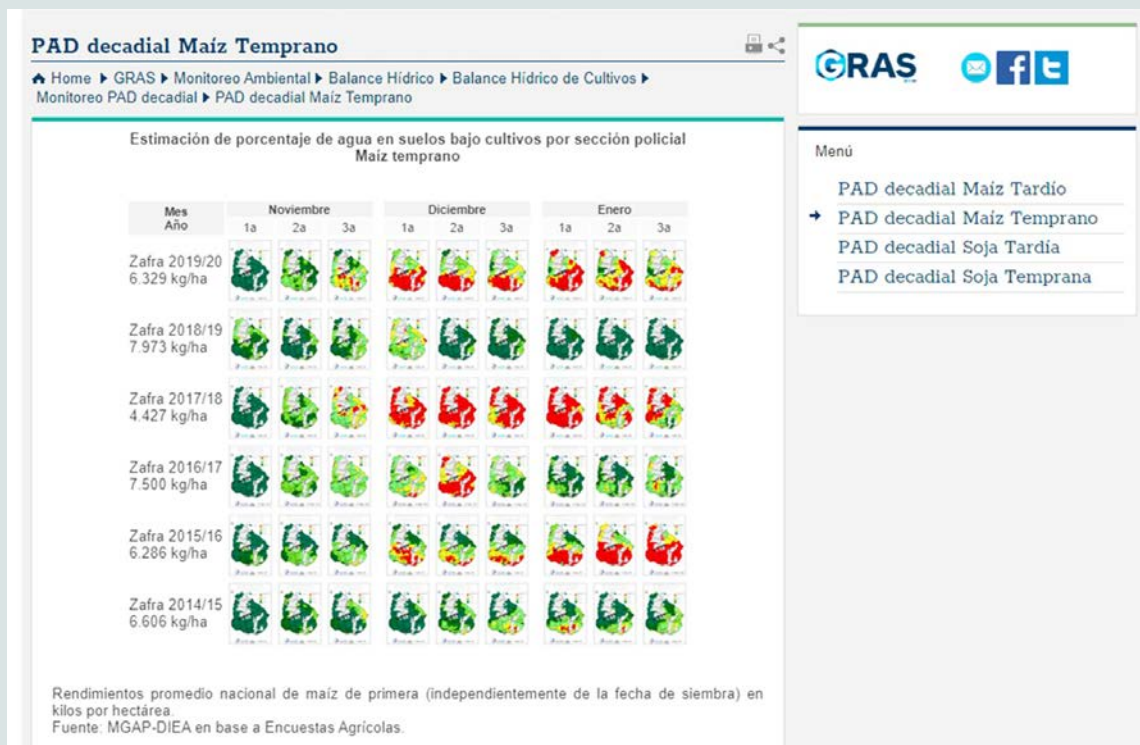 PAD decadial Maíz Temprano
Home GRAS Monitoreo Ambiental Balance Hídrico Balance Hídrico de Cultivos
Monitoreo PAD decadial PAD decadial Maíz Temprano
Estimación de porcentaje de agua en suelos bajo cultivos por sección policial
Maíz temprano
Mes Noviembre Diciembre Enero
Año 1a 2a 3a 1a 2a 3a 1a 2a 3a
Zafra 2019/20
6.329 kg/ha
Zafra 2018/19
7.973 kg/ha
Zafra 2017/18
4.427 kg/ha
Zafra 2016/17
7.500 kg/ha
Zafra 2015/16
6.286 kg/ha
Zafra 2014/15
6.606 kg/ha
Rendimientos promedio nacional de maíz de primera (independientemente de la fecha de siembra) en
kilos por hectárea.
Fuente: MGAP-DIEA en base a Encuestas Agrícolas.
GRAS
Menú
PAD decadial Maíz Tardío
PAD decadial Maíz Temprano
PAD decadial Soja Tardía
PAD decadial Soja Temprana